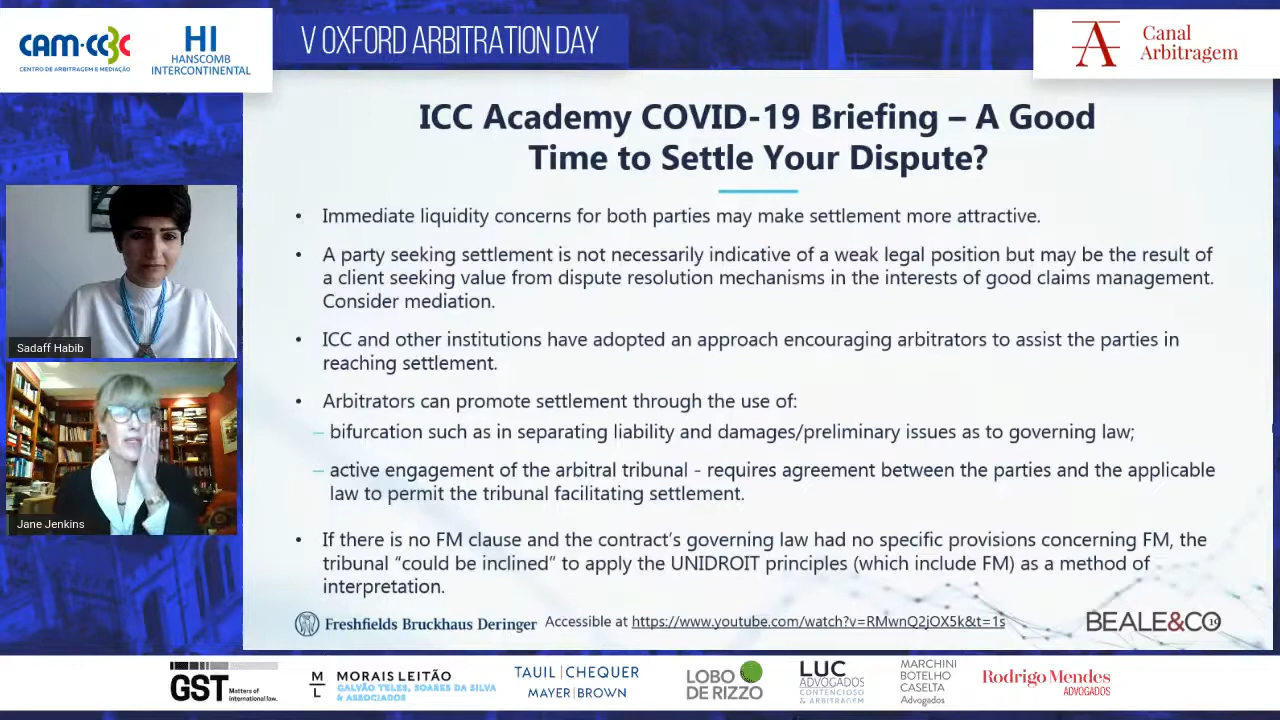 CAM-CCBC
CENTRO DE ARBITRAGEM E MEDIAÇÃO
HI
HANSCOMB
INTERCONTINENTAL
V OXFORD ARBITRATION DAY
Canal
Arbitragem
ICC Academy COVID-19 Briefing – A Good
Time to Settle Your Dispute?
• Immediate liquidity concerns for both parties may make settlement more attractive.
• A party seeking settlement is not necessarily indicative of a weak legal position but may be the result of
a client seeking value from dispute resolution mechanisms in the interests of good claims management.
Consider mediation.
• ICC and other institutions have adopted an approach encouraging arbitrators to assist the parties in
reaching settlement.
• Arbitrators can promote settlement through the use of:
– bifurcation such as in separating liability and damages/preliminary issues as to governing law;
– active engagement of the arbitral tribunal - requires agreement between the parties and the applicable
law to permit the tribunal facilitating settlement.
• If there is no FM clause and the contract's governing law had no specific provisions concerning FM, the
tribunal “could be inclined” to apply the UNIDROIT principles (which include FM) as a method of
interpretation.
Freshfields Bruckhaus Deringer
Accessible at https://www.youtube.com/watch?v=RMwnQ2jOX5k&t=1s
BEALE&CO
16
Sadaff Habib
Jane Jenkins
GST Matters of
international law.
M
L
MORAIS LEITÃO
GALVÃO TELES, SOARES DA SILVA
& ASSOCIADOS
TAUIL | CHEQUER
MAYER | BROWN
LOBO
DE RIZZO
LUC
ADVOGADOS
CONTENCIOSO
& ARBITRAGEM
MARCHINI
BOTELHO
CASELTA
Advogados
Rodrigo Mendes
ADVOGADOS